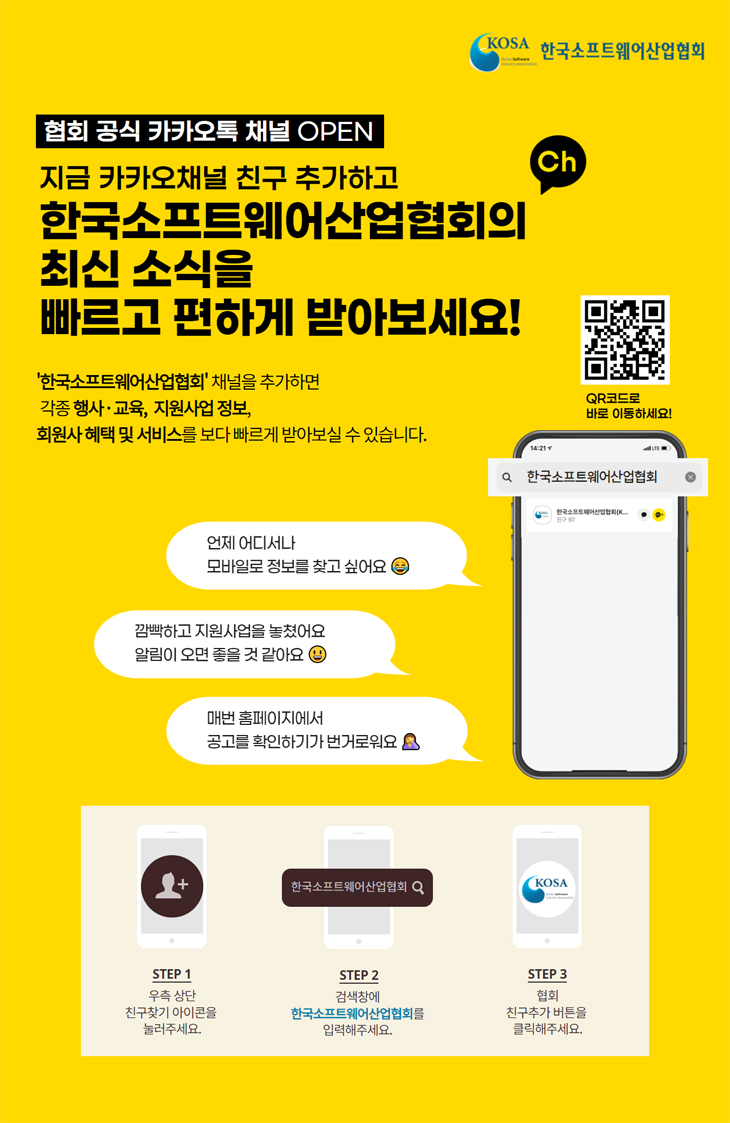 KOSA
Korea Software
Industry Association
한국소프트웨어산업협회
협회 공식 카카오톡 채널 OPEN
Ch
지금 카카오채널 친구 추가하고
한국소프트웨어산업협회의
최신 소식을
빠르고 편하게 받아보세요!
'한국소프트웨어산업협회' 채널을 추가하면
각종 행사·교육, 지원사업 정보,
회원사 혜택 및 서비스를 보다 빠르게 받아보실 수 있습니다.
QR코드로
바로 이동하세요!
14:21
LTE
한국소프트웨어산업협회
한국소프트웨어산업협회(K...
친구 97
언제 어디서나
모바일로 정보를 찾고 싶어요 😂
깜빡하고 지원사업을 놓쳤어요
알림이 오면 좋을 것 같아요 😀
매번 홈페이지에서
공고를 확인하기가 번거로워요 🤦‍♀️
한국소프트웨어산업협회
KOSA
Korea Software
Industry Association
STEP 1
우측 상단
친구찾기 아이콘을
눌러주세요.
STEP 2
검색창에
한국소프트웨어산업협회를
입력해주세요.
STEP 3
협회
친구추가 버튼을
클릭해주세요.